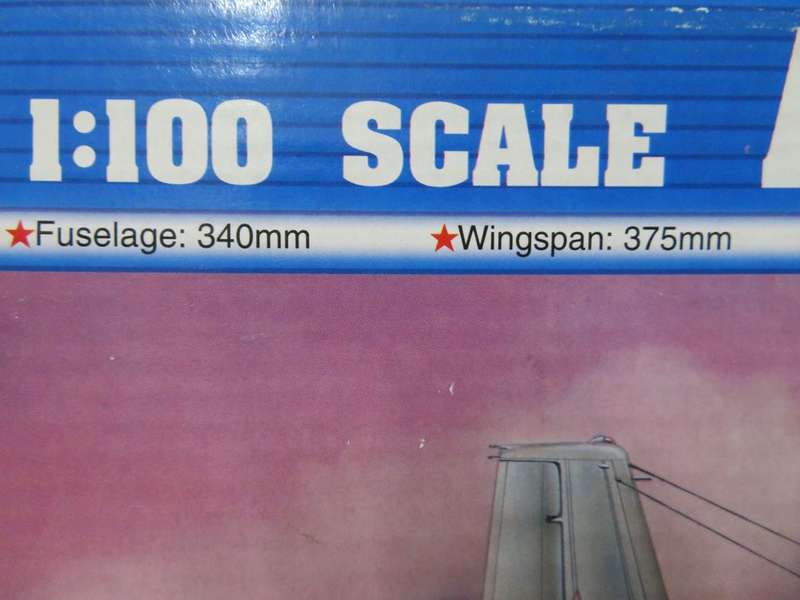 1:100 SCALE
★Fuselage: 340mm ★Wingspan: 375mm